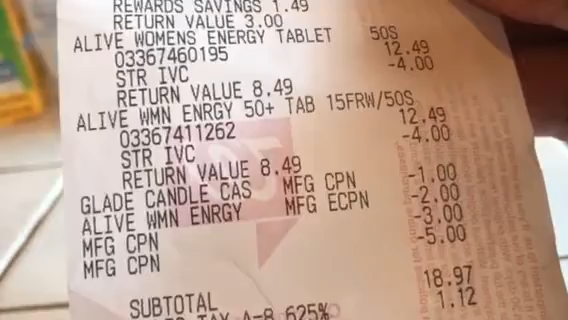 REWARDS SAVINGS 1.49
RETURN VALUE 3.00
ALIVE WOMENS ENERGY TABLET 50S
03367460195 12.49
STR IVC -4.00
RETURN VALUE 8.49
ALIVE WMN ENRGY 50+ TAB 15FRW/50S
03367411262 12.49
STR IVC -4.00
RETURN VALUE 8.49
GLADE CANDLE CAS MFG CPN -1.00
ALIVE WMN ENRGY MFG ECPN -2.00
MFG CPN -3.00
MFG CPN -5.00
SUBTOTAL 18.97
TAX A-8.625% 1.12